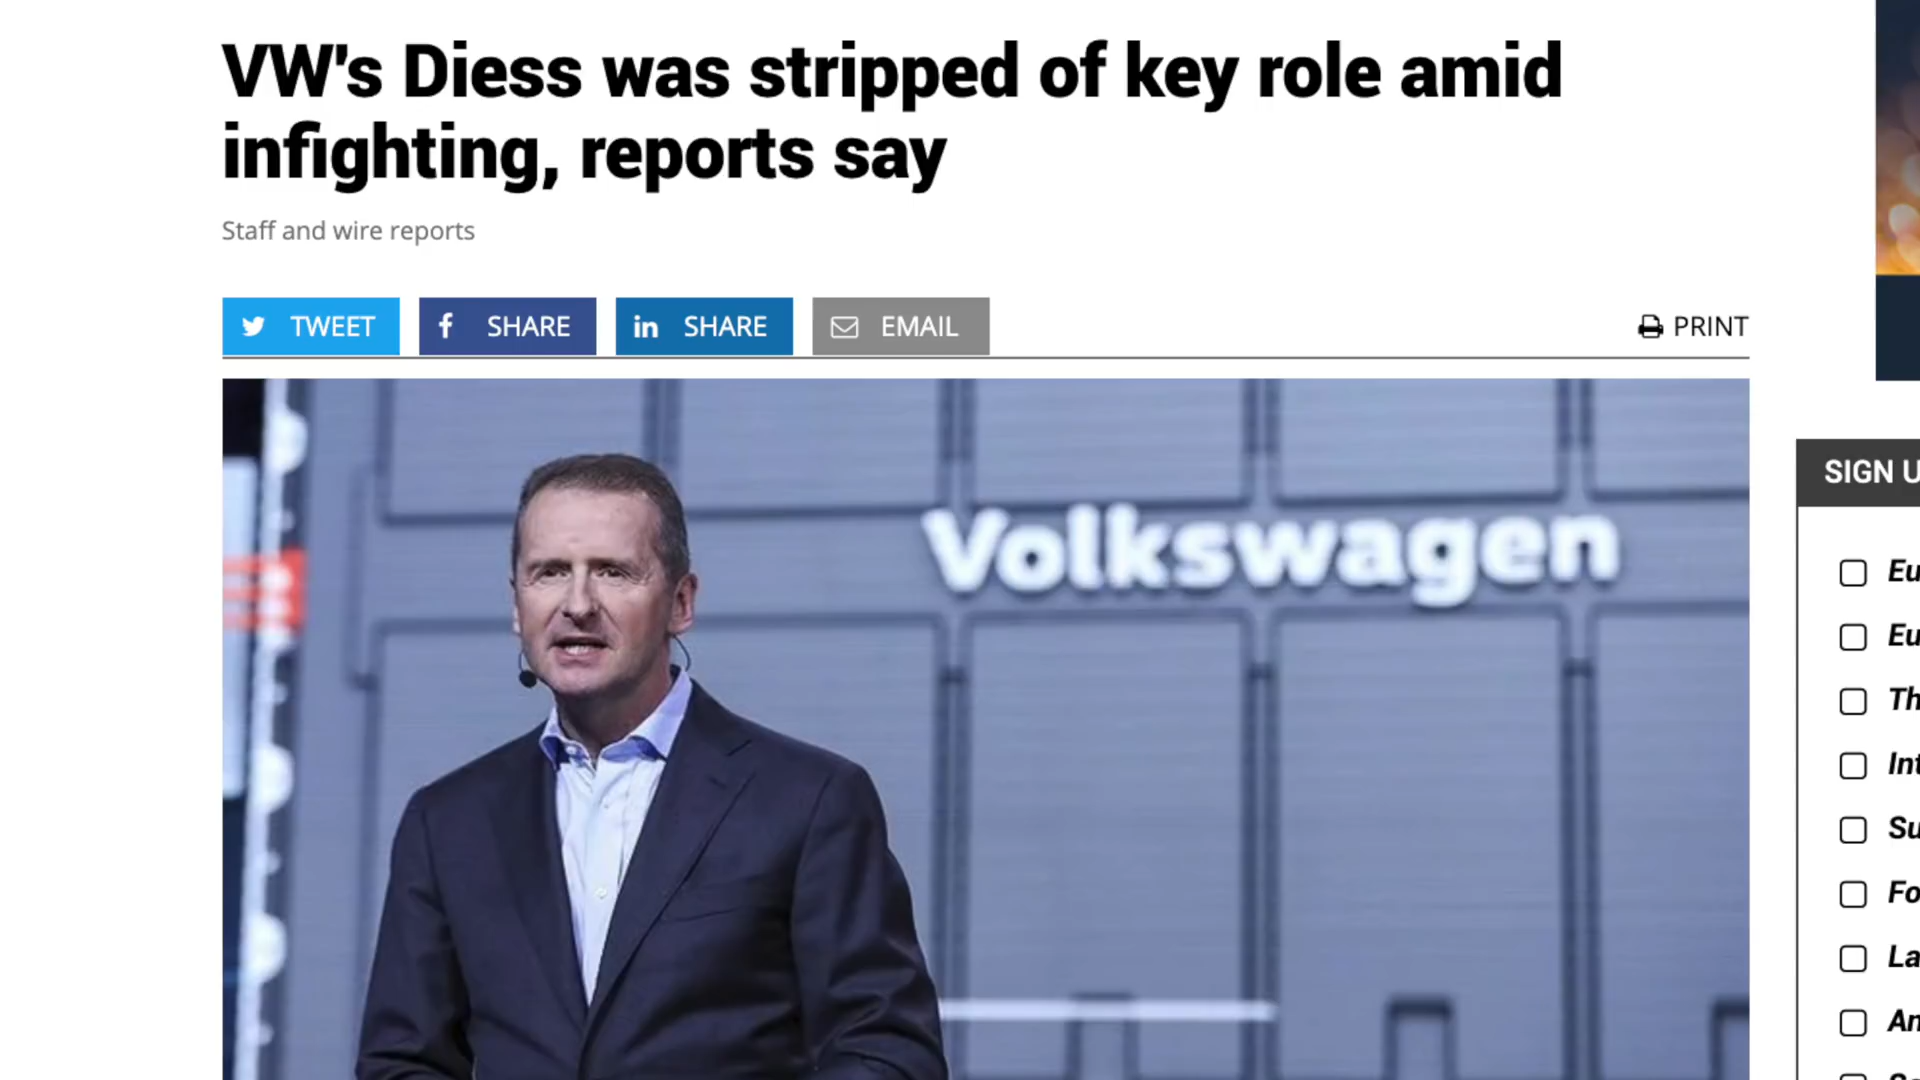 VW's Diess was stripped of key role amid
infighting, reports say
Staff and wire reports
TWEET
SHARE
SHARE
EMAIL
PRINT
Volkswagen
SIGN U
Eu
Eu
Th
Int
Su
Fo
La
An